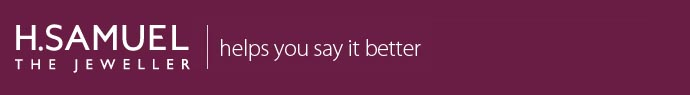 H.SAMUEL
THE JEWELLER
helps you say it better